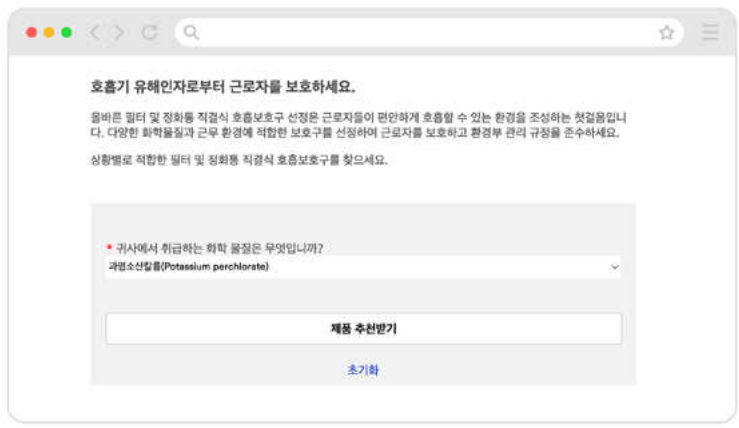 호흡기 유해인자로부터 근로자를 보호하세요.
올바른 필터 및 정화통 직결식 호흡보호구 선정은 근로자들이 편안하게 호흡할 수 있는 환경을 조성하는 첫걸음입니
다. 다양한 화학물질과 근무 환경에 적합한 보호구를 선정하여 근로자를 보호하고 환경부 관리 규정을 준수하세요.
상황별로 적합한 필터 및 정화통 직결식 호흡보호구를 찾으세요.
* 귀사에서 취급하는 화학 물질은 무엇입니까?
과염소산칼륨(Potassium perchlorate)
제품 추천받기
초기화